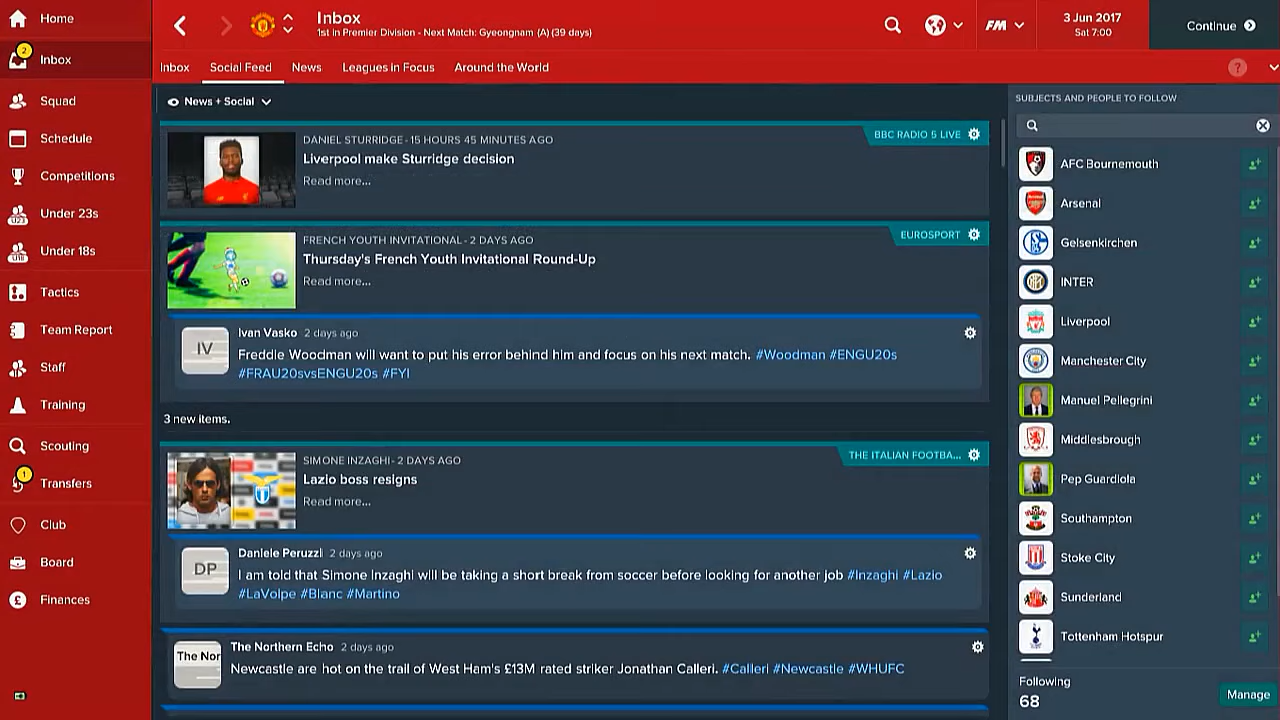 Home
2
Inbox
Squad
Schedule
Competitions
U23
Under 23s
U18
Under 18s
Tactics
Team Report
Staff
Training
Scouting
1
Transfers
Club
Board
£
Finances
Inbox
1st in Premier Division - Next Match: Gyeongnam (A) (39 days)
FM
3 Jun 2017
Sat 7:00
Continue
Inbox
Social Feed
News
Leagues in Focus
Around the World
?
News + Social
DANIEL STURRIDGE - 15 HOURS 45 MINUTES AGO
BBC RADIO 5 LIVE
Liverpool make Sturridge decision
Read more...
FRENCH YOUTH INVITATIONAL - 2 DAYS AGO
EUROSPORT
Thursday's French Youth Invitational Round-Up
Read more...
IV
Ivan Vasko 2 days ago
Freddie Woodman will want to put his error behind him and focus on his next match. #Woodman #ENGU20s
#FRAU20svsENGU20s #FYI
3 new items.
SIMONE INZAGHI - 2 DAYS AGO
THE ITALIAN FOOTBA...
Lazio boss resigns
Read more...
DP
Daniele Peruzzi 2 days ago
I am told that Simone Inzaghi will be taking a short break from soccer before looking for another job #Inzaghi #Lazio
#LaVolpe #Blanc #Martino
The Nor
The Northern Echo 2 days ago
Newcastle are hot on the trail of West Ham's £13M rated striker Jonathan Calleri. #Calleri #Newcastle #WHUFC
SUBJECTS AND PEOPLE TO FOLLOW
AFC Bournemouth
Arsenal
Gelsenkirchen
INTER
Liverpool
Manchester City
Manuel Pellegrini
Middlesbrough
Pep Guardiola
Southampton
Stoke City
Sunderland
Tottenham Hotspur
Following
68
Manage